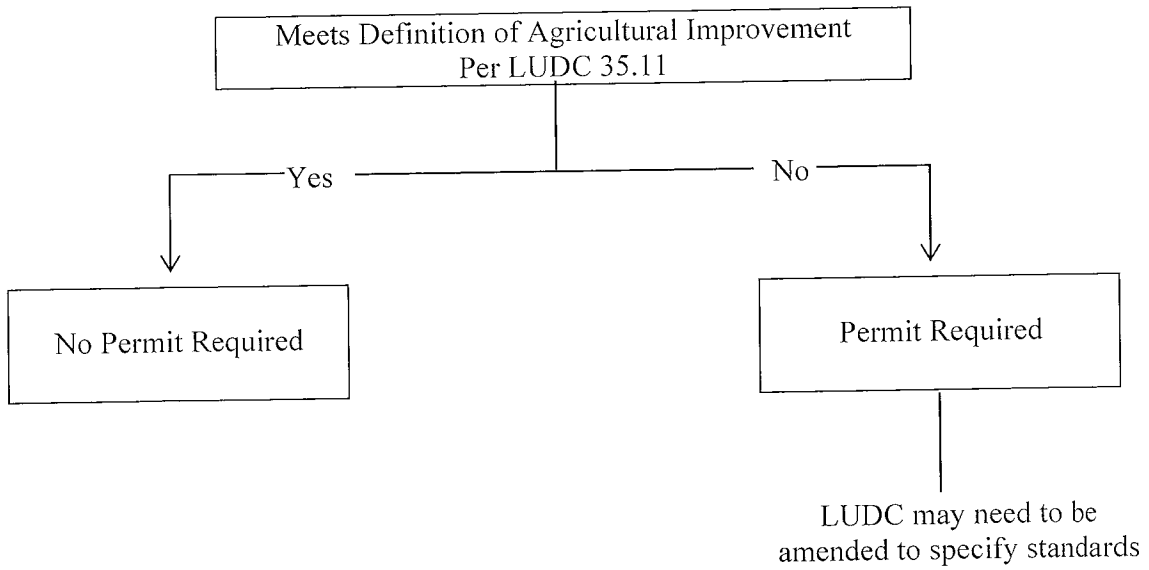 Meets Definition of Agricultural Improvement
Per LUDC 35.11
Yes
No
No Permit Required
Permit Required
LUDC may need to be
amended to specify standards